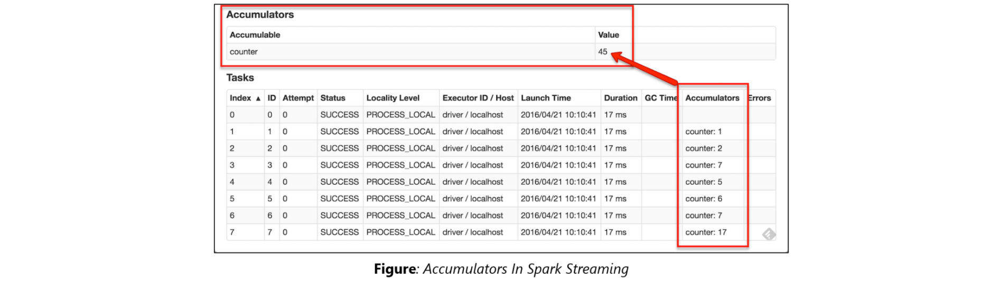 Accumulators
Accumulable Value
counter 45
Tasks
Index ▲ ID Attempt Status Locality Level Executor ID / Host Launch Time Duration GC Time Accumulators Errors
0 0 0 SUCCESS PROCESS_LOCAL driver / localhost 2016/04/21 10:10:41 17 ms
1 1 0 SUCCESS PROCESS_LOCAL driver / localhost 2016/04/21 10:10:41 17 ms counter: 1
2 2 0 SUCCESS PROCESS_LOCAL driver / localhost 2016/04/21 10:10:41 17 ms counter: 2
3 3 0 SUCCESS PROCESS_LOCAL driver / localhost 2016/04/21 10:10:41 17 ms counter: 7
4 4 0 SUCCESS PROCESS_LOCAL driver / localhost 2016/04/21 10:10:41 17 ms counter: 5
5 5 0 SUCCESS PROCESS_LOCAL driver / localhost 2016/04/21 10:10:41 17 ms counter: 6
6 6 0 SUCCESS PROCESS_LOCAL driver / localhost 2016/04/21 10:10:41 17 ms counter: 7
7 7 0 SUCCESS PROCESS_LOCAL driver / localhost 2016/04/21 10:10:41 17 ms counter: 17
Figure: Accumulators In Spark Streaming